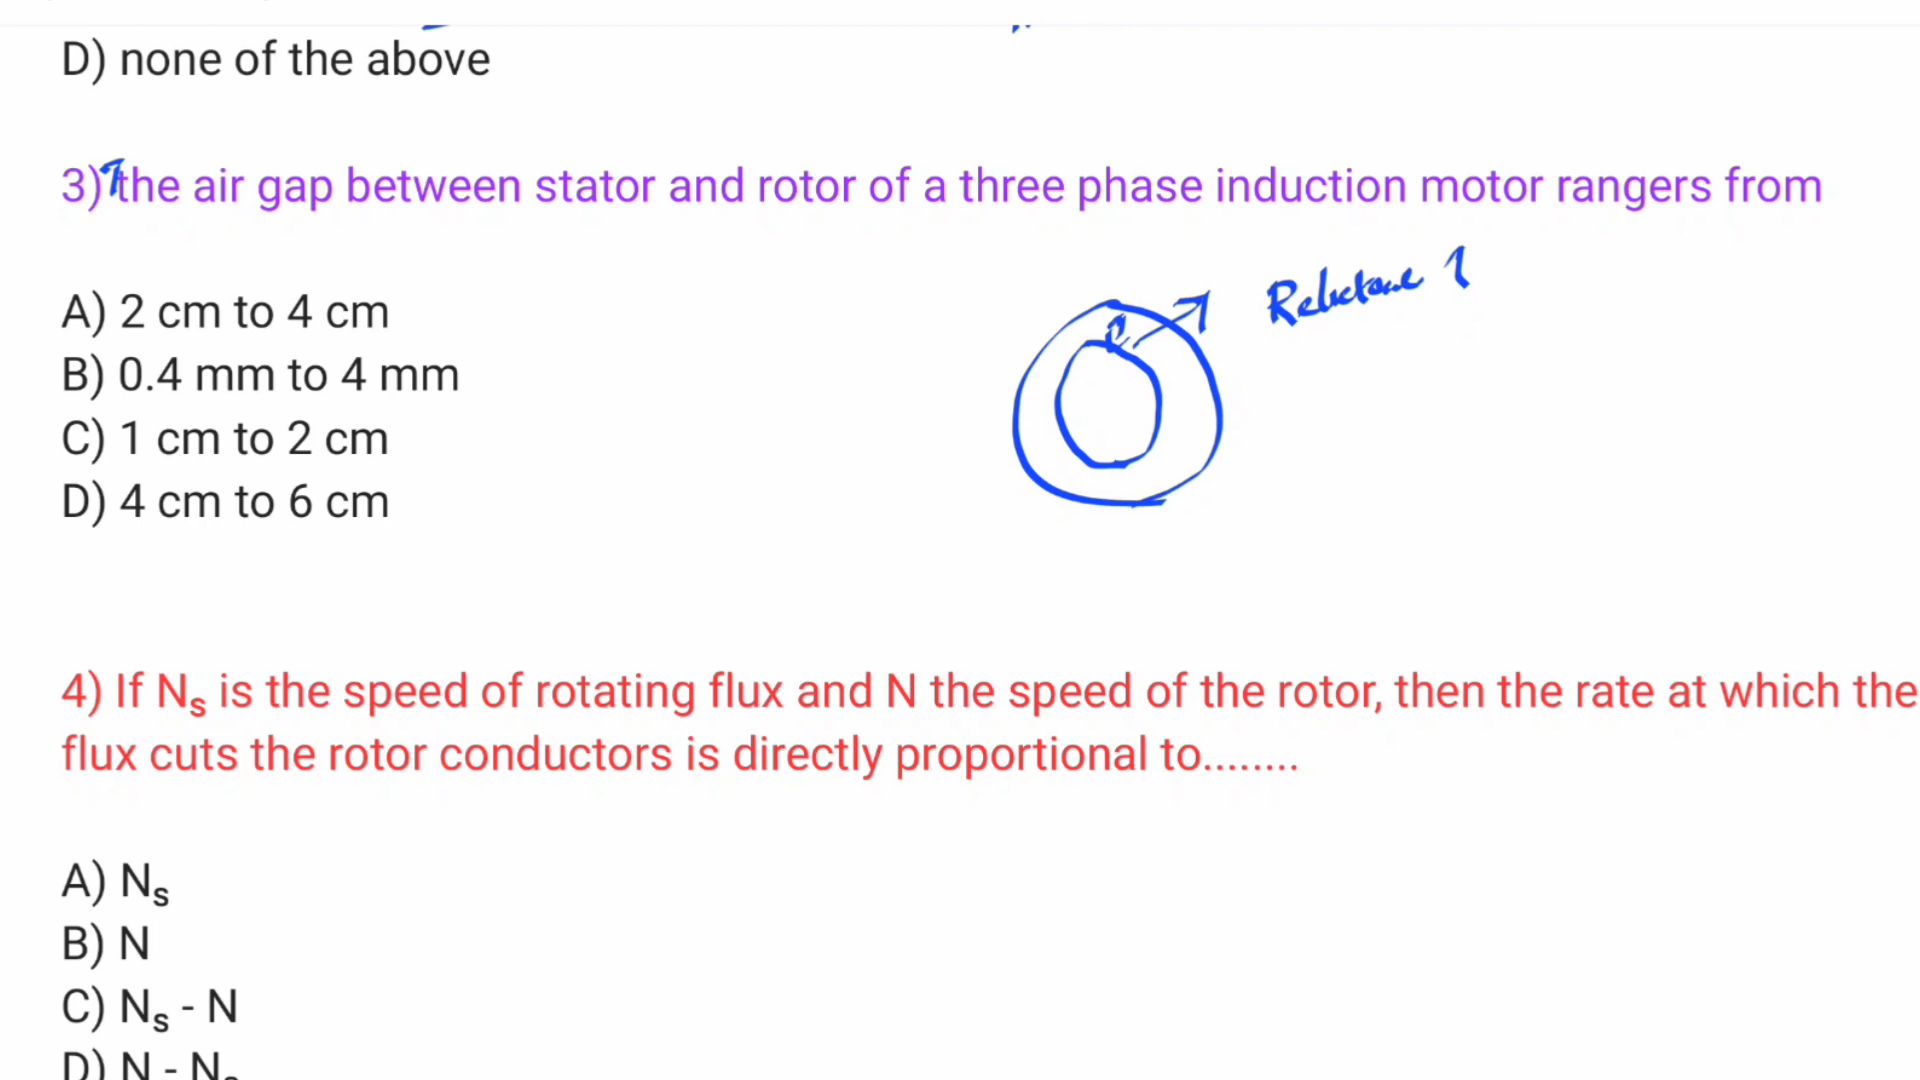 D) none of the above
3) the air gap between stator and rotor of a three phase induction motor rangers from
Reluctance ↑
A) 2 cm to 4 cm
B) 0.4 mm to 4 mm
C) 1 cm to 2 cm
D) 4 cm to 6 cm
4) If Nₛ is the speed of rotating flux and N the speed of the rotor, then the rate at which the
flux cuts the rotor conductors is directly proportional to........
A) Nₛ
B) N
C) Nₛ - N
D) N - Nₛ